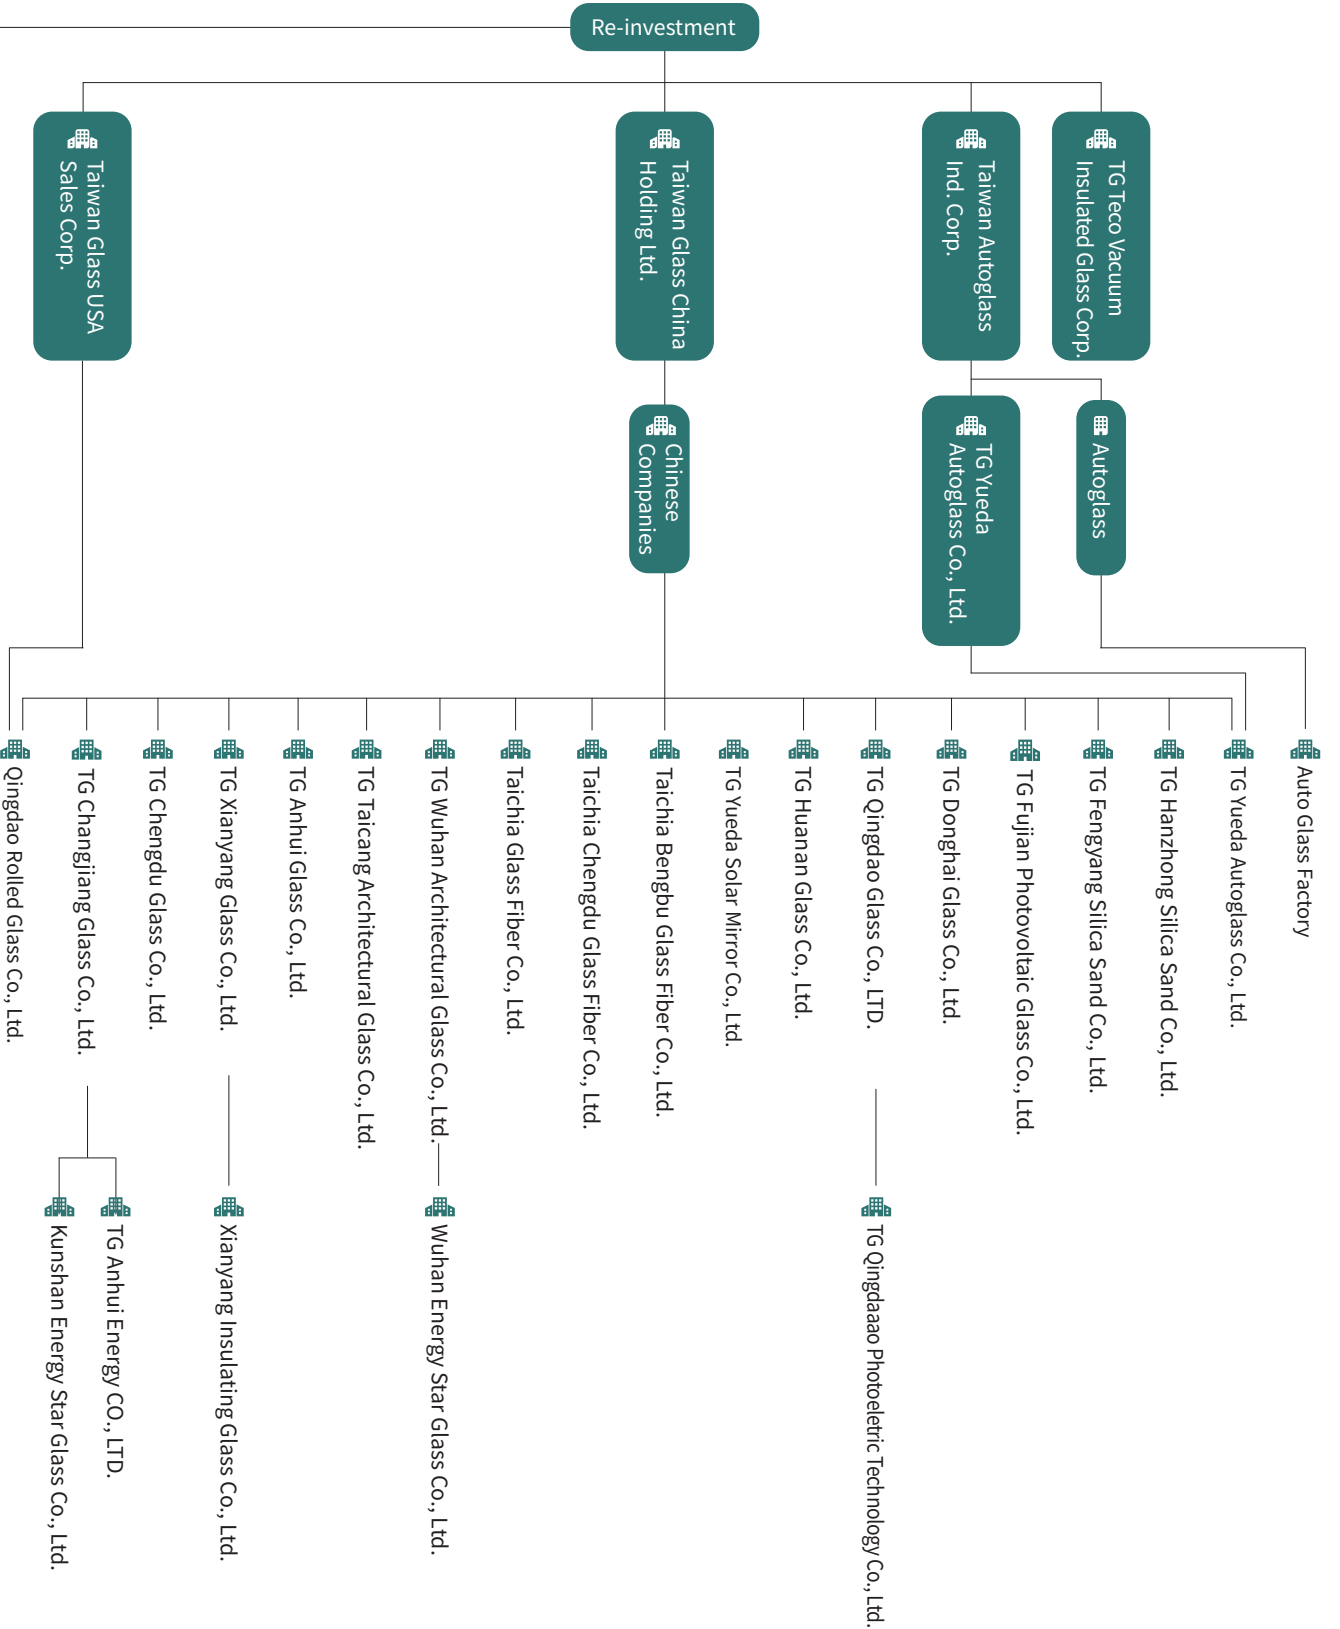 Re-investment
Taiwan Glass USA
Sales Corp.
Taiwan Glass China
Holding Ltd.
Taiwan Autoglass
Ind. Corp.
TG Teco Vacuum
Insulated Glass Corp.
Chinese
Companies
TG Yueda
Autoglass Co., Ltd.
Autoglass
Qingdao Rolled Glass Co., Ltd.
TG Changjiang Glass Co., Ltd.
TG Chengdu Glass Co., Ltd.
TG Xianyang Glass Co., Ltd.
TG Anhui Glass Co., Ltd.
TG Taicang Architectural Glass Co., Ltd.
TG Wuhan Architectural Glass Co., Ltd.
Taichia Glass Fiber Co., Ltd.
Taichia Chengdu Glass Fiber Co., Ltd.
Taichia Bengbu Glass Fiber Co., Ltd.
TG Yueda Solar Mirror Co., Ltd.
TG Huanan Glass Co., Ltd.
TG Qingdao Glass Co., LTD.
TG Donghai Glass Co., Ltd.
TG Fujian Photovoltaic Glass Co., Ltd.
TG Fengyang Silica Sand Co., Ltd.
TG Hanzhong Silica Sand Co., Ltd.
TG Yueda Autoglass Co., Ltd.
Auto Glass Factory
Kunshan Energy Star Glass Co., Ltd.
TG Anhui Energy CO., LTD.
Xianyang Insulating Glass Co., Ltd.
Wuhan Energy Star Glass Co., Ltd.
TG Qingdaaao Photoeletric Technology Co., Ltd.